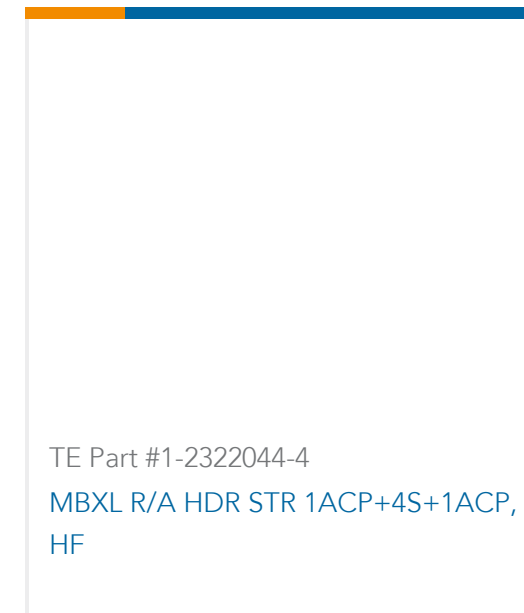 TE Part #1-2322044-4
MBXL R/A HDR STR 1ACP+4S+1ACP,
HF